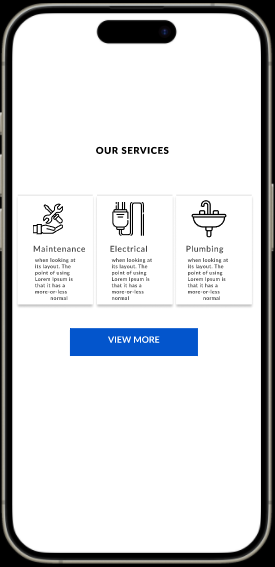 OUR SERVICES
Maintenance
when looking at
its layout. The
point of using
Lorem Ipsum is
that it has a
more-or-less
normal
Electrical
when looking at
its layout. The
point of using
Lorem Ipsum is
that it has a
more-or-less
normal
Plumbing
when looking at
its layout. The
point of using
Lorem Ipsum is
that it has a
more-or-less
normal
VIEW MORE